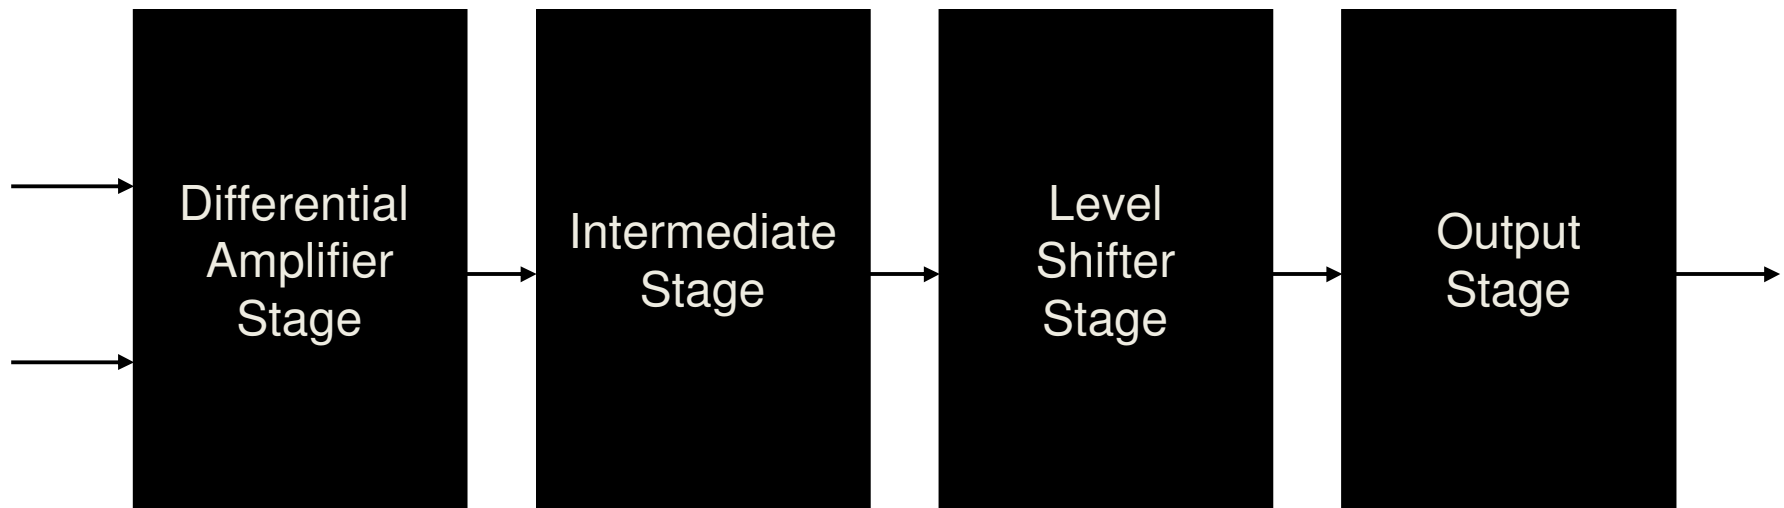 Differential
Amplifier
Stage
Intermediate
Stage
Level
Shifter
Stage
Output
Stage